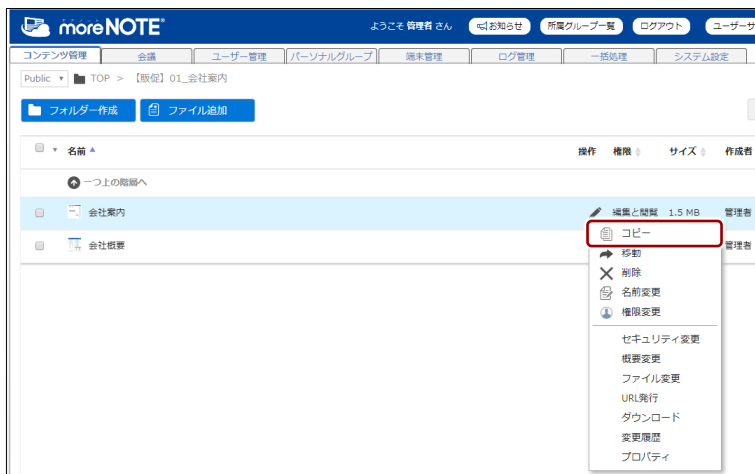 moreNOTE ようこそ 管理者 さん お知らせ 所属グループ一覧 ログアウト ユーザーサ
コンテンツ管理 会議 ユーザー管理 パーソナルグループ 端末管理 ログ管理 一括処理 システム設定
Public TOP > 【販促】01_会社案内
フォルダー作成 ファイル追加
名前 操作 権限 サイズ 作成者
一つ上の階層へ
会社案内 編集と閲覧 1.5 MB 管理者
コピー
会社概要 管理者
移動
削除
名前変更
権限変更
セキュリティ変更
概要変更
ファイル変更
URL発行
ダウンロード
変更履歴
プロパティ